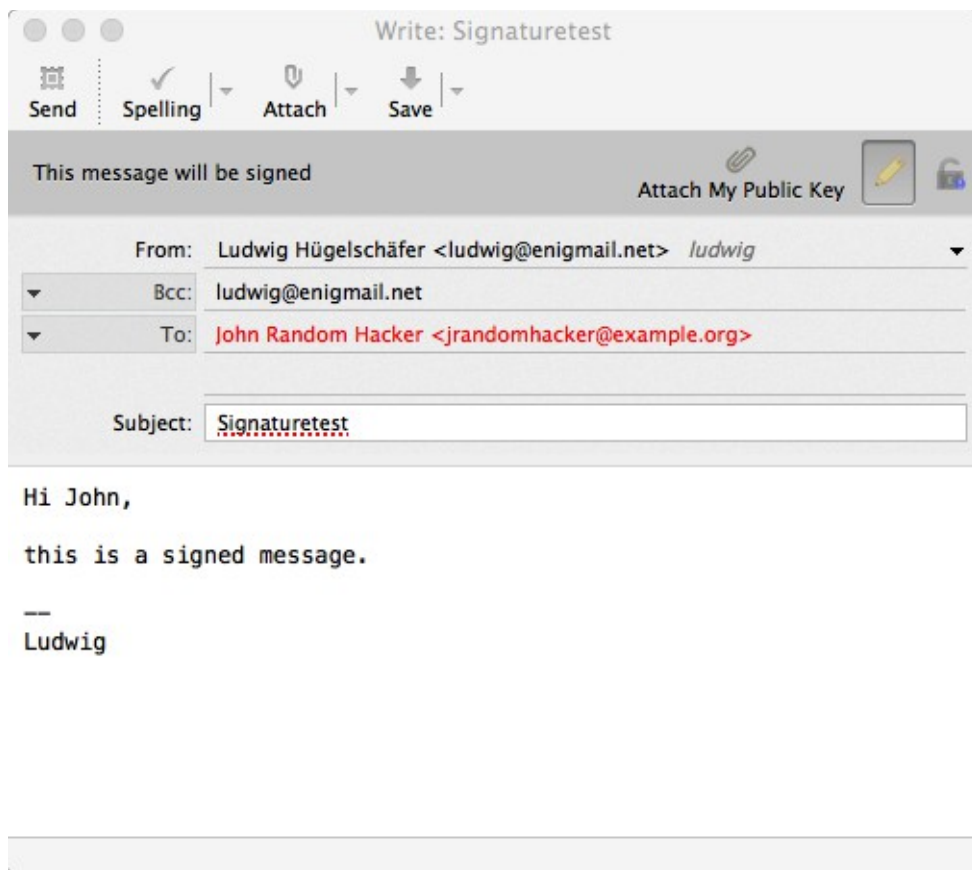 Write: Signaturetest
Send Spelling Attach Save
This message will be signed Attach My Public Key
From: Ludwig Hügelschäfer <ludwig@enigmail.net> ludwig
Bcc: ludwig@enigmail.net
To: John Random Hacker <jrandomhacker@example.org>
Subject: Signaturetest
Hi John,
this is a signed message.
--
Ludwig